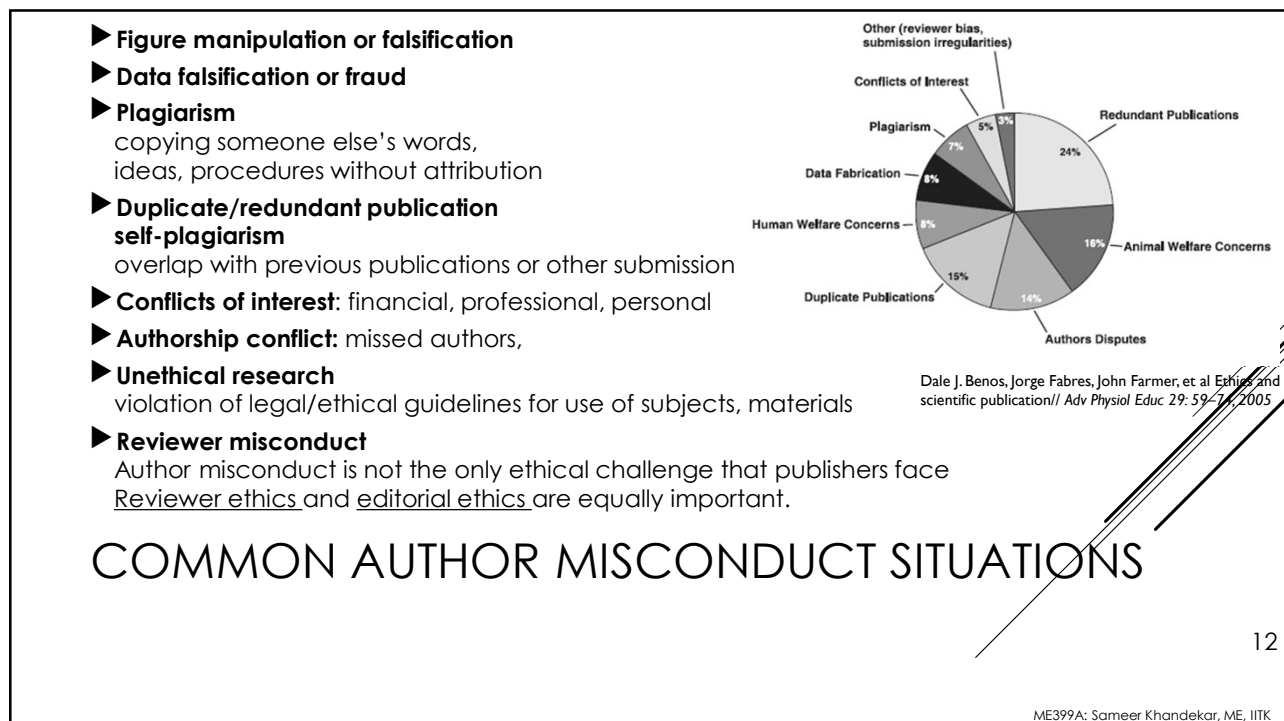 ▶Figure manipulation or falsification
▶Data falsification or fraud
▶Plagiarism
copying someone else’s words,
ideas, procedures without attribution
▶Duplicate/redundant publication
self-plagiarism
overlap with previous publications or other submission
▶Conflicts of interest: financial, professional, personal
▶Authorship conflict: missed authors,
▶Unethical research
violation of legal/ethical guidelines for use of subjects, materials
▶Reviewer misconduct
Author misconduct is not the only ethical challenge that publishers face
Reviewer ethics and editorial ethics are equally important.
Other (reviewer bias,
submission irregularities)
Conflicts of Interest
Plagiarism
Data Fabrication
Human Welfare Concerns
Duplicate Publications
Authors Disputes
Animal Welfare Concerns
Redundant Publications
3%
5%
7%
8%
8%
15%
14%
16%
24%
Dale J. Benos, Jorge Fabres, John Farmer, et al Ethics and
scientific publication// Adv Physiol Educ 29: 59–74, 2005
COMMON AUTHOR MISCONDUCT SITUATIONS
12
ME399A: Sameer Khandekar, ME, IITK